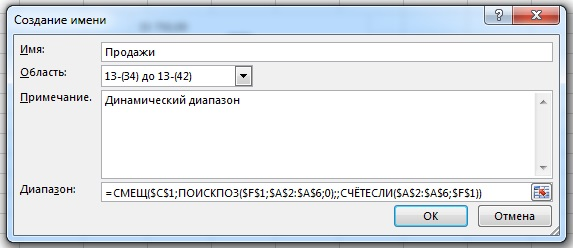 Создание имени
Имя: Продажи
Область: 13-(34) до 13-(42)
Примечание. Динамический диапазон
Диапазон: =СМЕЩ($C$1;ПОИСКПОЗ($F$1;$A$2:$A$6;0);;СЧЁТЕСЛИ($A$2:$A$6;$F$1))
ОК Отмена